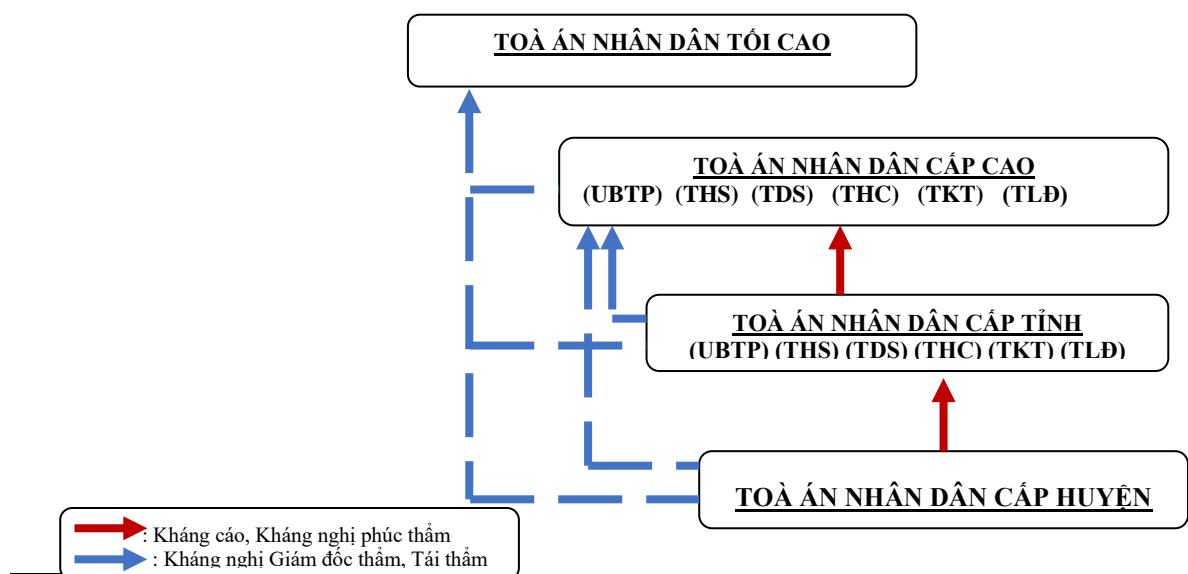 TOÀ ÁN NHÂN DÂN TỐI CAO
TOÀ ÁN NHÂN DÂN CẤP CAO
(UBTP) (THS) (TDS) (THC) (TKT) (TLĐ)
TOÀ ÁN NHÂN DÂN CẤP TỈNH
(UBTP) (THS) (TDS) (THC) (TKT) (TLĐ)
TOÀ ÁN NHÂN DÂN CẤP HUYỆN
: Kháng cáo, Kháng nghị phúc thẩm
: Kháng nghị Giám đốc thẩm, Tái thẩm